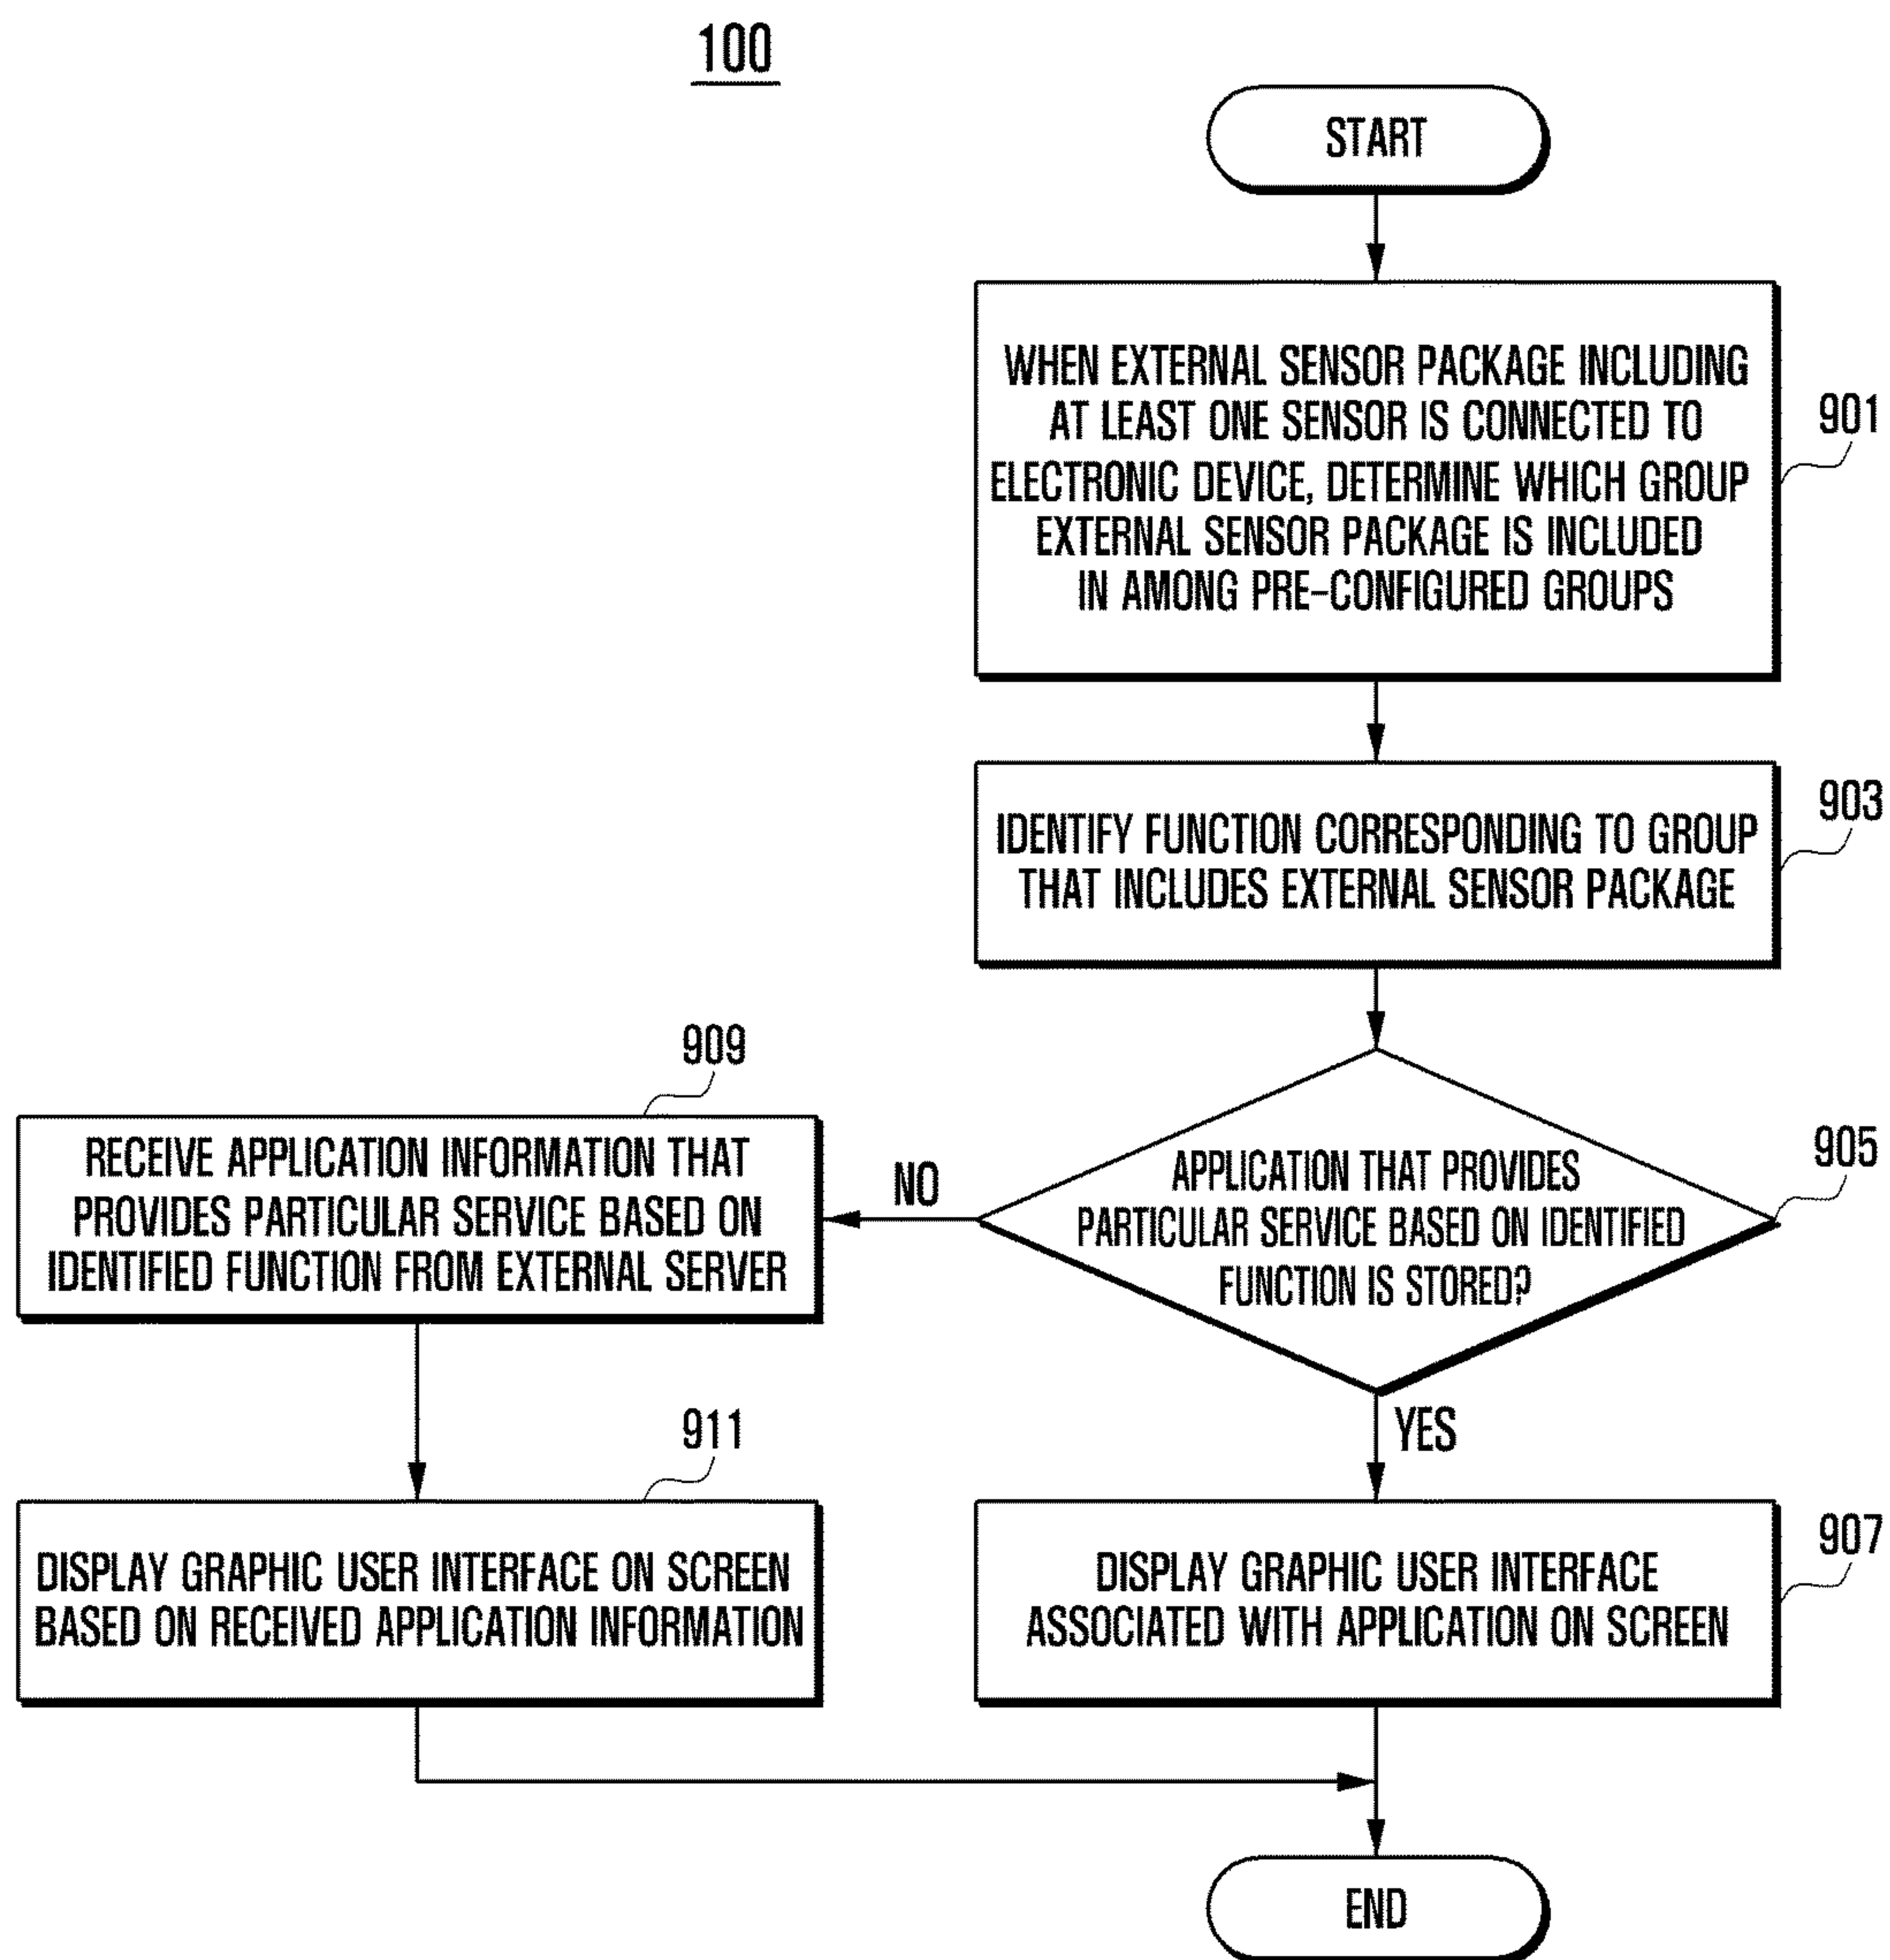 100
START
WHEN EXTERNAL SENSOR PACKAGE INCLUDING
AT LEAST ONE SENSOR IS CONNECTED TO
ELECTRONIC DEVICE, DETERMINE WHICH GROUP
EXTERNAL SENSOR PACKAGE IS INCLUDED
IN AMONG PRE-CONFIGURED GROUPS
901
IDENTIFY FUNCTION CORRESPONDING TO GROUP
THAT INCLUDES EXTERNAL SENSOR PACKAGE
903
APPLICATION THAT PROVIDES
PARTICULAR SERVICE BASED ON IDENTIFIED
FUNCTION IS STORED?
905
NO
909
RECEIVE APPLICATION INFORMATION THAT
PROVIDES PARTICULAR SERVICE BASED ON
IDENTIFIED FUNCTION FROM EXTERNAL SERVER
YES
911
DISPLAY GRAPHIC USER INTERFACE ON SCREEN
BASED ON RECEIVED APPLICATION INFORMATION
DISPLAY GRAPHIC USER INTERFACE
ASSOCIATED WITH APPLICATION ON SCREEN
907
END